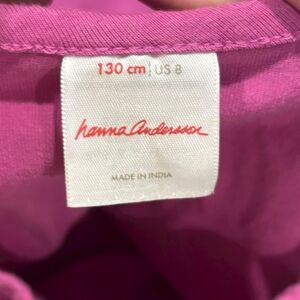 130 cm | US 8
hanna andersson
MADE IN INDIA